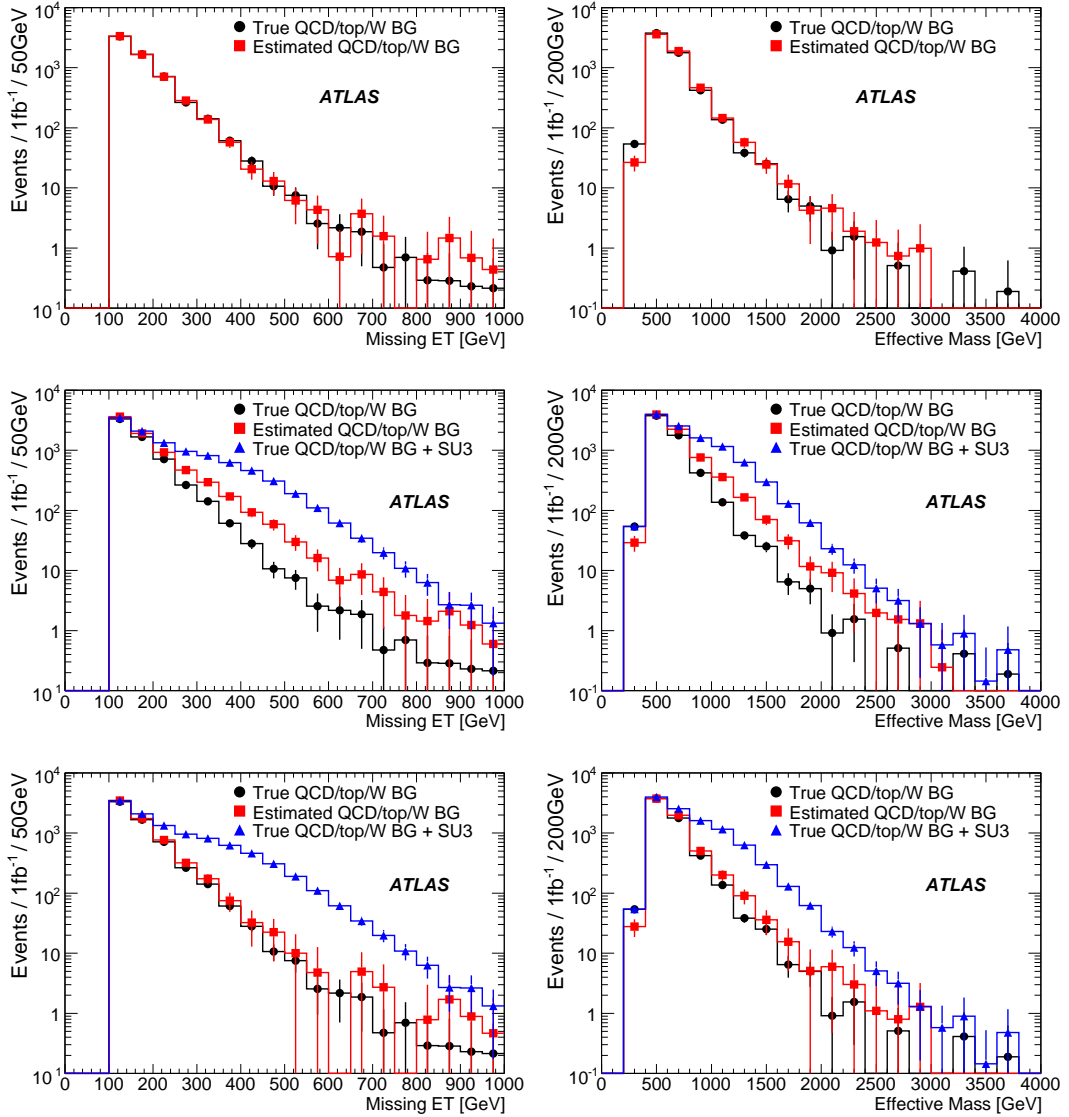 Events / 1fb⁻¹ / 50GeV
10⁴
10³
10²
10
1
10⁻¹
True QCD/top/W BG
Estimated QCD/top/W BG
ATLAS
0 100 200 300 400 500 600 700 800 900 1000
Missing ET [GeV]
Events / 1fb⁻¹ / 200GeV
10⁴
10³
10²
10
1
10⁻¹
True QCD/top/W BG
Estimated QCD/top/W BG
ATLAS
0 500 1000 1500 2000 2500 3000 3500 4000
Effective Mass [GeV]
Events / 1fb⁻¹ / 50GeV
10⁴
10³
10²
10
1
10⁻¹
True QCD/top/W BG
Estimated QCD/top/W BG
True QCD/top/W BG + SU3
ATLAS
0 100 200 300 400 500 600 700 800 900 1000
Missing ET [GeV]
Events / 1fb⁻¹ / 200GeV
10⁴
10³
10²
10
1
10⁻¹
True QCD/top/W BG
Estimated QCD/top/W BG
True QCD/top/W BG + SU3
ATLAS
0 500 1000 1500 2000 2500 3000 3500 4000
Effective Mass [GeV]
Events / 1fb⁻¹ / 50GeV
10⁴
10³
10²
10
1
10⁻¹
True QCD/top/W BG
Estimated QCD/top/W BG
True QCD/top/W BG + SU3
ATLAS
0 100 200 300 400 500 600 700 800 900 1000
Missing ET [GeV]
Events / 1fb⁻¹ / 200GeV
10⁴
10³
10²
10
1
10⁻¹
True QCD/top/W BG
Estimated QCD/top/W BG
True QCD/top/W BG + SU3
ATLAS
0 500 1000 1500 2000 2500 3000 3500 4000
Effective Mass [GeV]